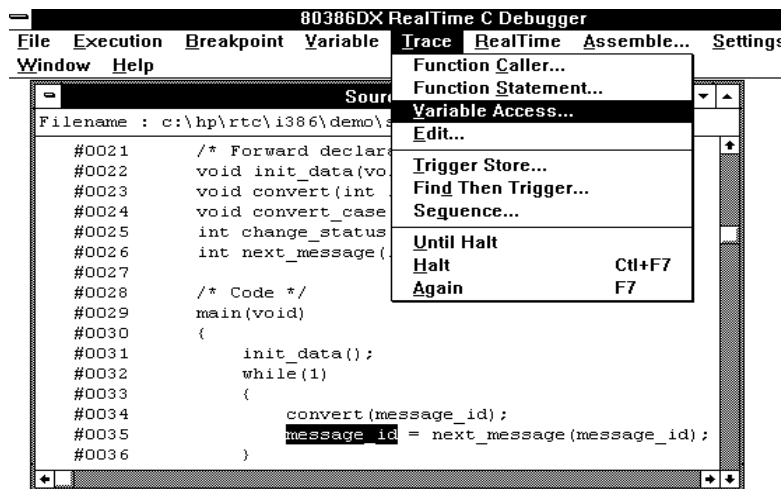 80386DX RealTime C Debugger
File Execution Breakpoint Variable Trace RealTime Assemble... Settings
Window Help
Function Caller...
Function Statement...
Variable Access...
Edit...
Trigger Store...
Find Then Trigger...
Sequence...
Until Halt
Halt Ctl+F7
Again F7
Sour
Filename : c:\hp\rtc\i386\demo\s
#0021 /* Forward declar
#0022 void init_data(vo
#0023 void convert(int
#0024 void convert_case
#0025 int change_status
#0026 int next_message(
#0027
#0028 /* Code */
#0029 main(void)
#0030 {
#0031 init_data();
#0032 while(1)
#0033 {
#0034 convert(message_id);
#0035 message_id = next_message(message_id);
#0036 }